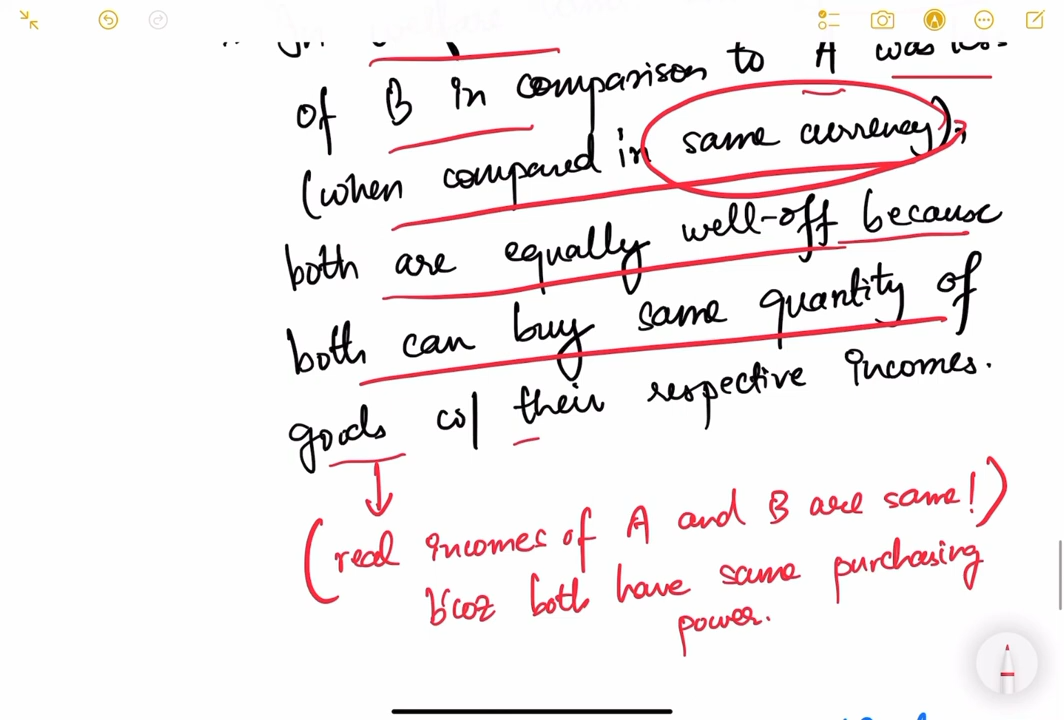 of B in comparison to A was
(when compared in same currency),
both are equally well-off because
both can buy same quantity of
goods w/ their respective incomes.
(real incomes of A and B are same!)
b'coz both have same purchasing
power.